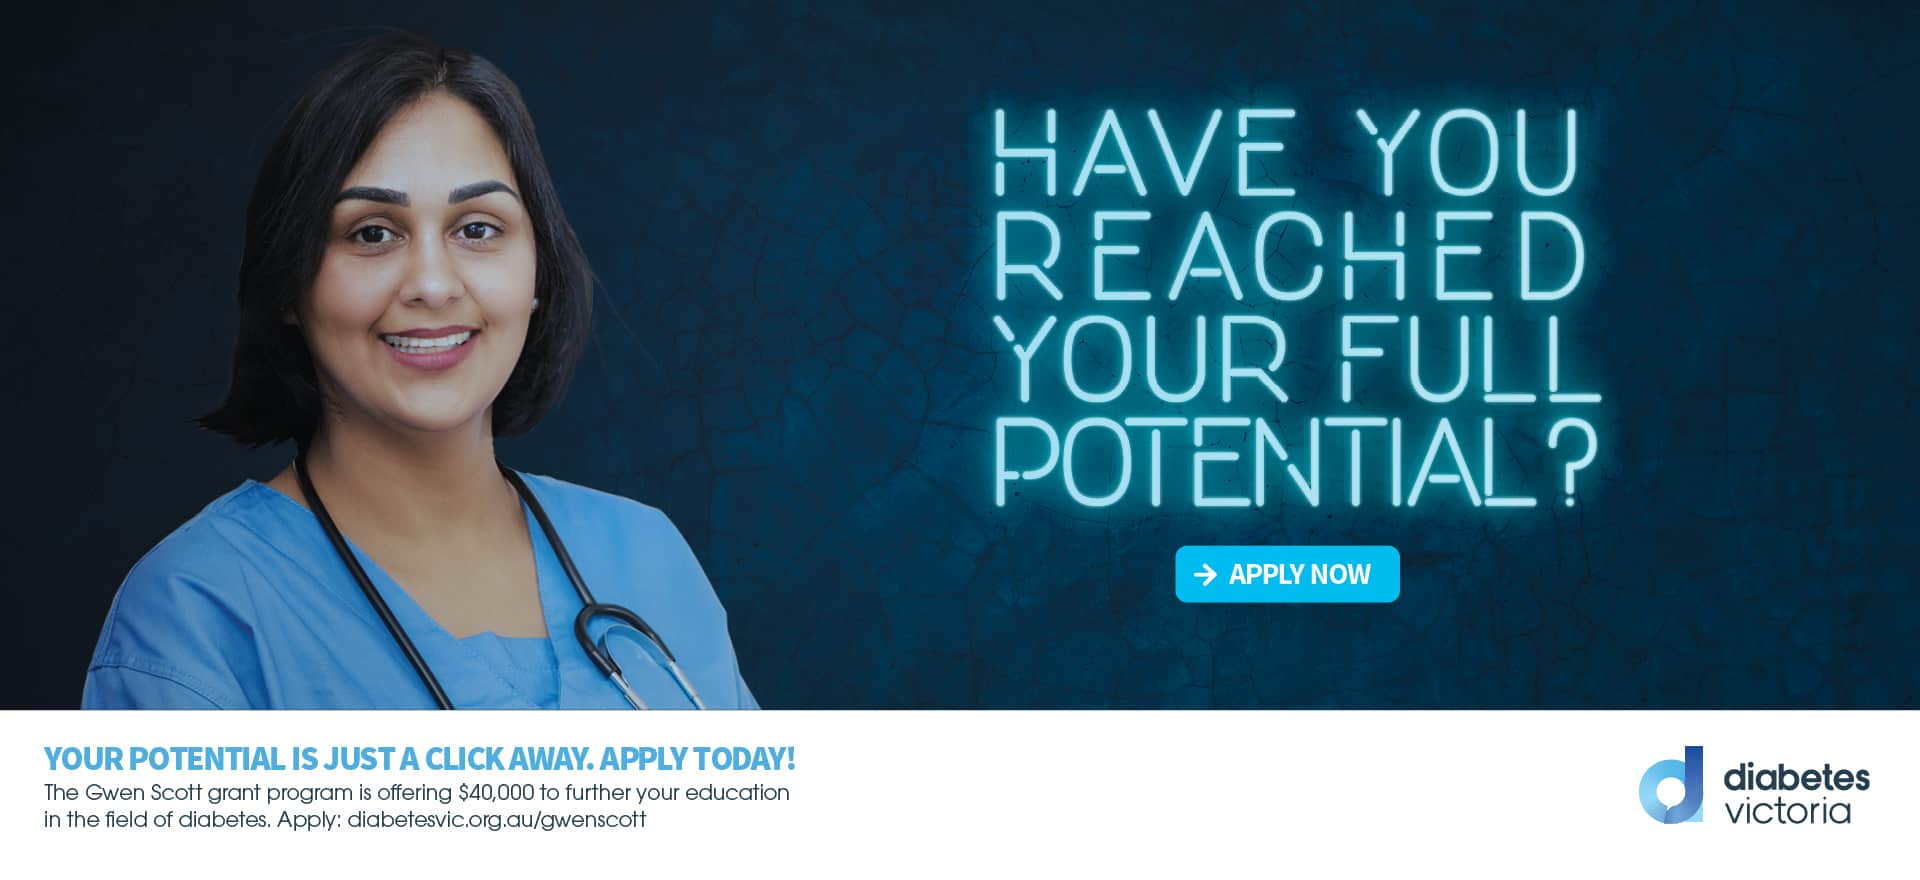 HAVE YOU
REACHED
YOUR FULL
POTENTIAL?
→ APPLY NOW
YOUR POTENTIAL IS JUST A CLICK AWAY. APPLY TODAY!
The Gwen Scott grant program is offering $40,000 to further your education
in the field of diabetes. Apply: diabetesvic.org.au/gwenscott
diabetes
victoria